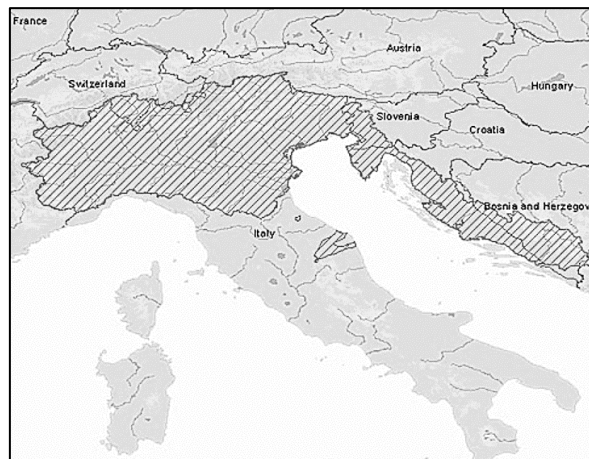 France
Austria
Switzerland
Hungary
Slovenia
Croatia
Bosnia and Herzegov
Italy